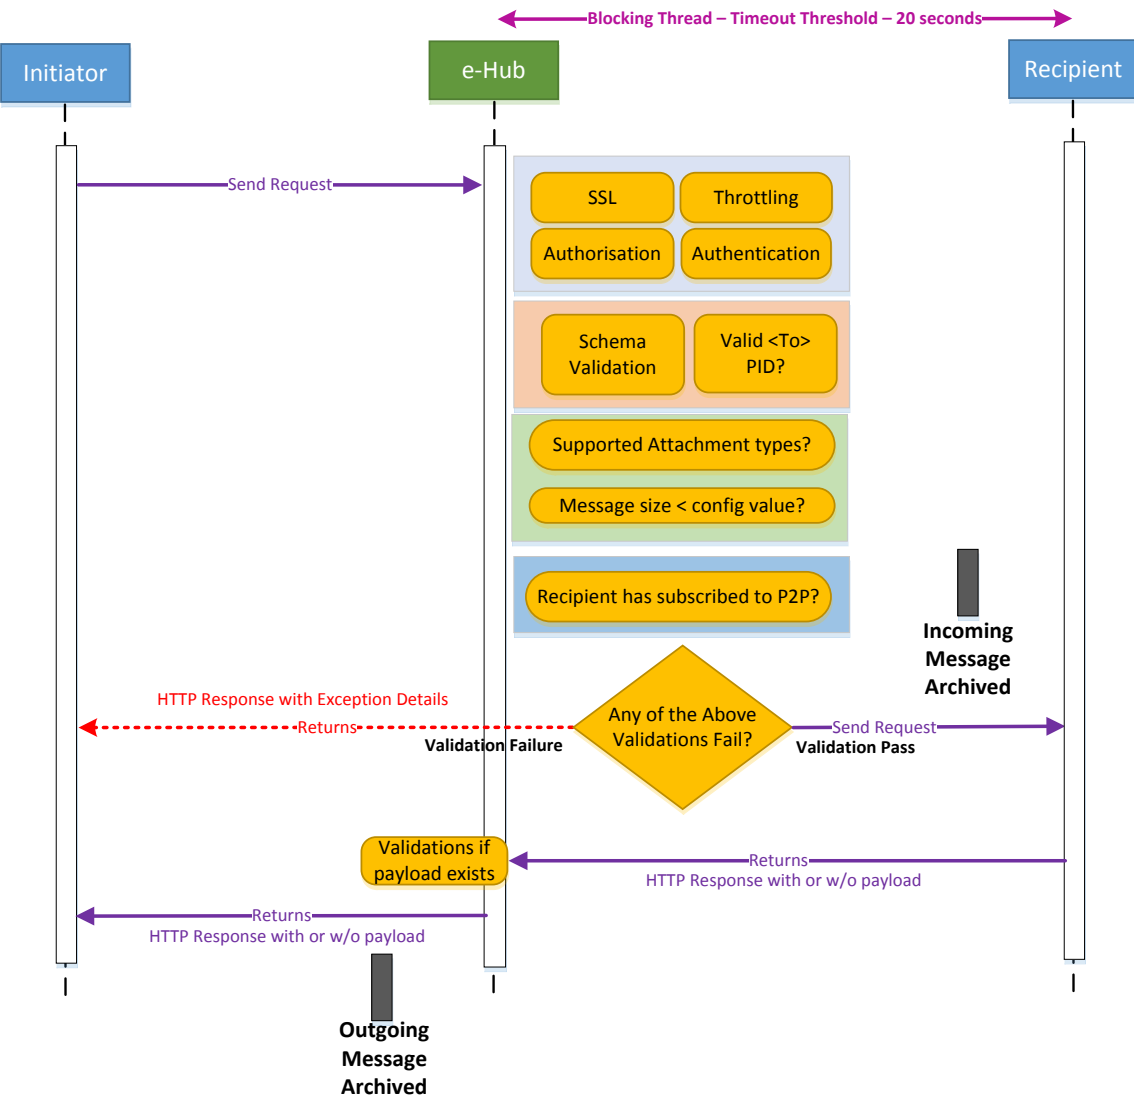 Blocking Thread – Timeout Threshold – 20 seconds
Initiator
e-Hub
Recipient
Send Request
SSL
Throttling
Authorisation
Authentication
Schema
Validation
Valid <To>
PID?
Supported Attachment types?
Message size < config value?
Recipient has subscribed to P2P?
Incoming
Message
Archived
HTTP Response with Exception Details
Returns
Validation Failure
Any of the Above
Validations Fail?
Send Request
Validation Pass
Validations if
payload exists
Returns
HTTP Response with or w/o payload
Returns
HTTP Response with or w/o payload
Outgoing
Message
Archived